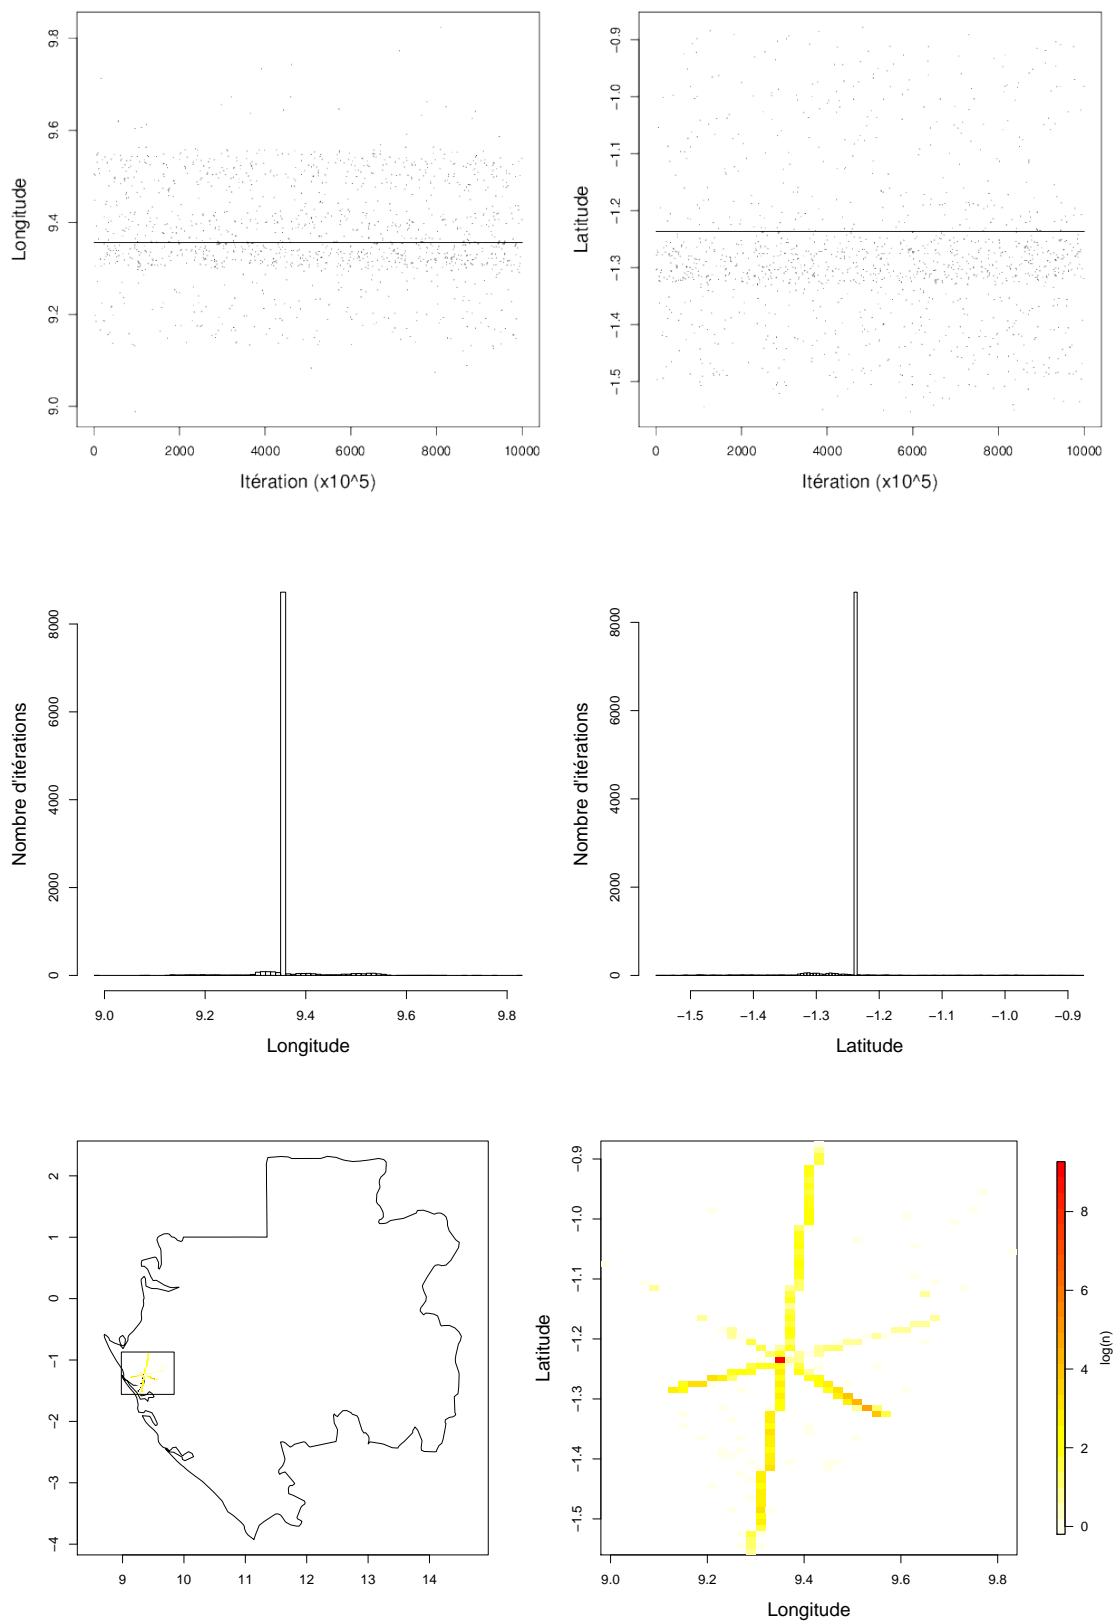 9.0 9.2 9.4 9.6 9.8
Longitude
0 2000 4000 6000 8000 10000
Itération (x10^5)
−1.5 −1.4 −1.3 −1.2 −1.1 −1.0 −0.9
Latitude
0 2000 4000 6000 8000 10000
Itération (x10^5)
0 2000 4000 6000 8000
Nombre d'itérations
9.0 9.2 9.4 9.6 9.8
Longitude
0 2000 4000 6000 8000
Nombre d'itérations
−1.5 −1.4 −1.3 −1.2 −1.1 −1.0 −0.9
Latitude
−4 −3 −2 −1 0 1 2
9 10 11 12 13 14
−1.5 −1.4 −1.3 −1.2 −1.1 −1.0 −0.9
Latitude
9.0 9.2 9.4 9.6 9.8
Longitude
0 2 4 6 8
log(n)